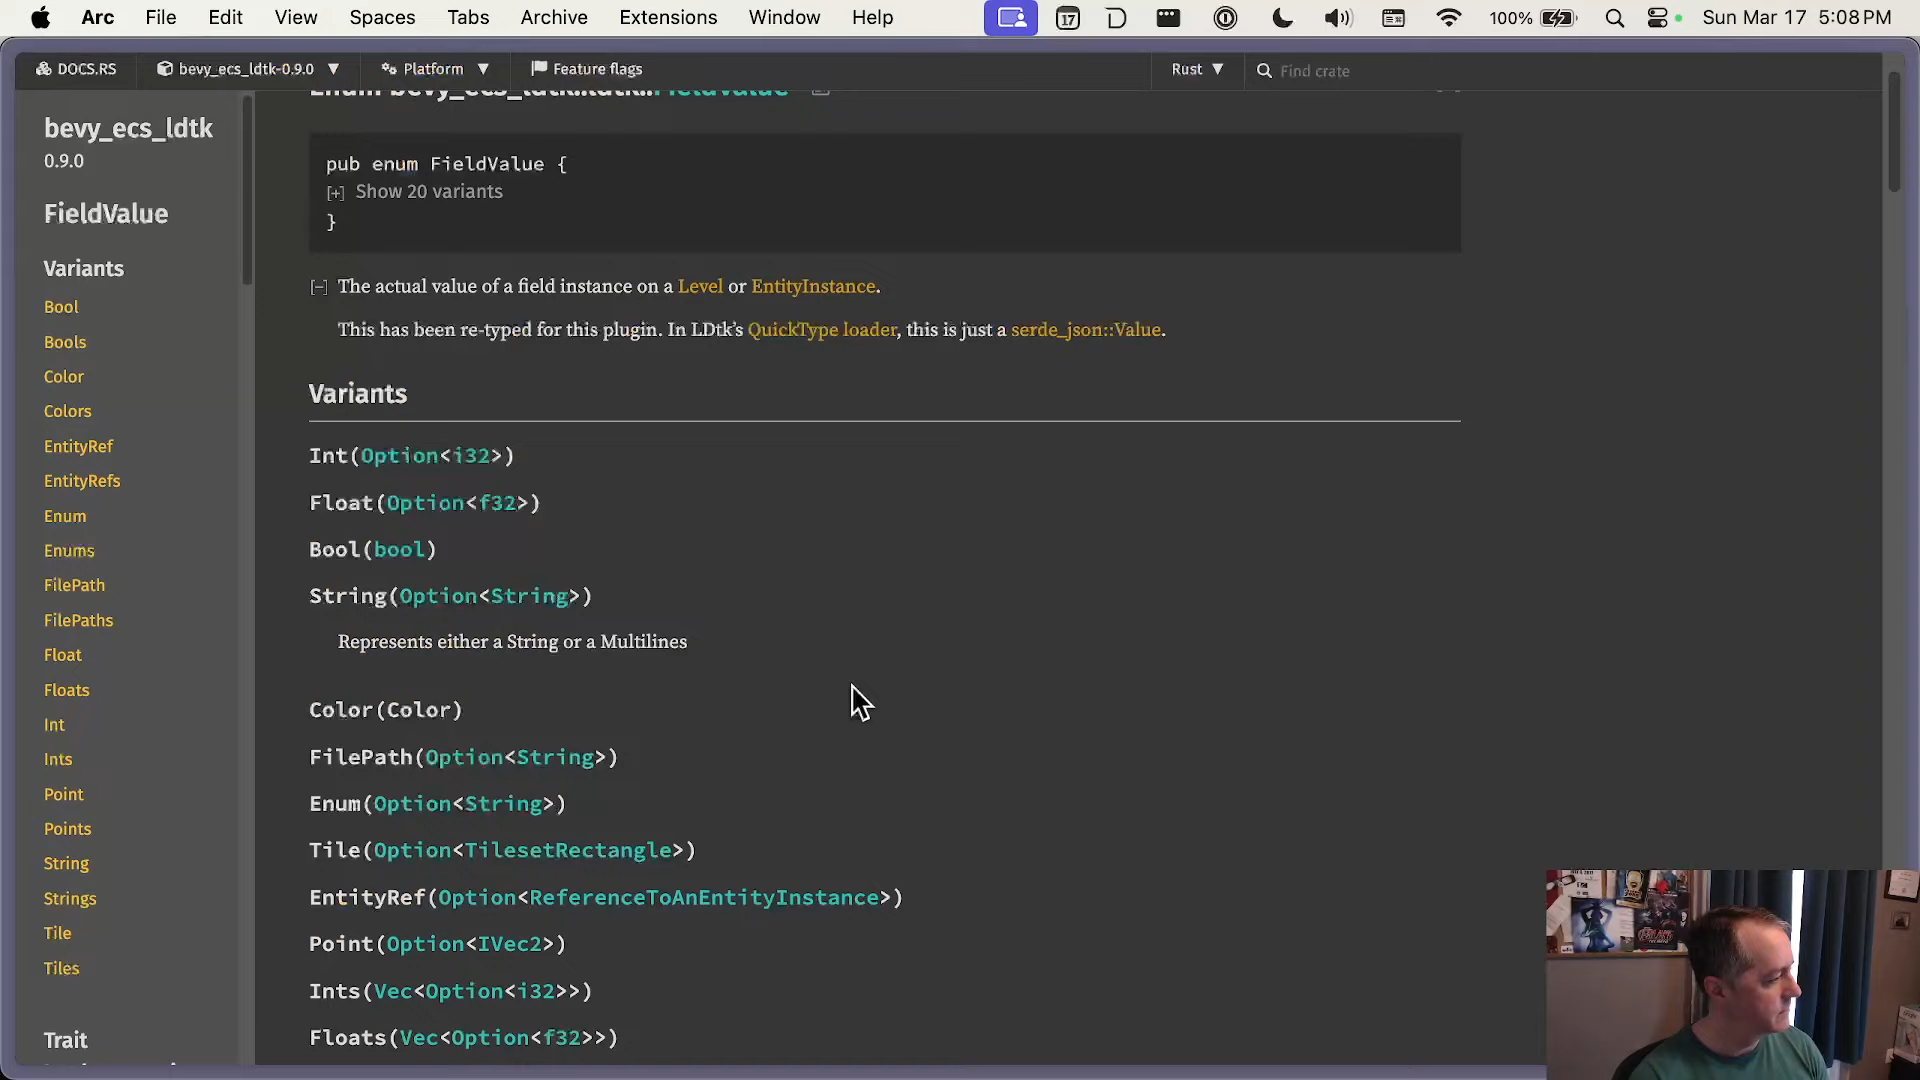 Arc File Edit View Spaces Tabs Archive Extensions Window Help 17 100% Sun Mar 17 5:08 PM
DOCS.RS bevy_ecs_ldtk-0.9.0 ▼ Platform ▼ Feature flags Rust ▼ Find crate
Enum bevy_ecs_ldtk::ldtk::FieldValue
bevy_ecs_ldtk
0.9.0
FieldValue
Variants
Bool
Bools
Color
Colors
EntityRef
EntityRefs
Enum
Enums
FilePath
FilePaths
Float
Floats
Int
Ints
Point
Points
String
Strings
Tile
Tiles
Trait
pub enum FieldValue {
[+] Show 20 variants
}
[−] The actual value of a field instance on a Level or EntityInstance.
This has been re-typed for this plugin. In LDtk’s QuickType loader, this is just a serde_json::Value.
Variants
Int(Option<i32>)
Float(Option<f32>)
Bool(bool)
String(Option<String>)
Represents either a String or a Multilines
Color(Color)
FilePath(Option<String>)
Enum(Option<String>)
Tile(Option<TilesetRectangle>)
EntityRef(Option<ReferenceToAnEntityInstance>)
Point(Option<IVec2>)
Ints(Vec<Option<i32>>)
Floats(Vec<Option<f32>>)